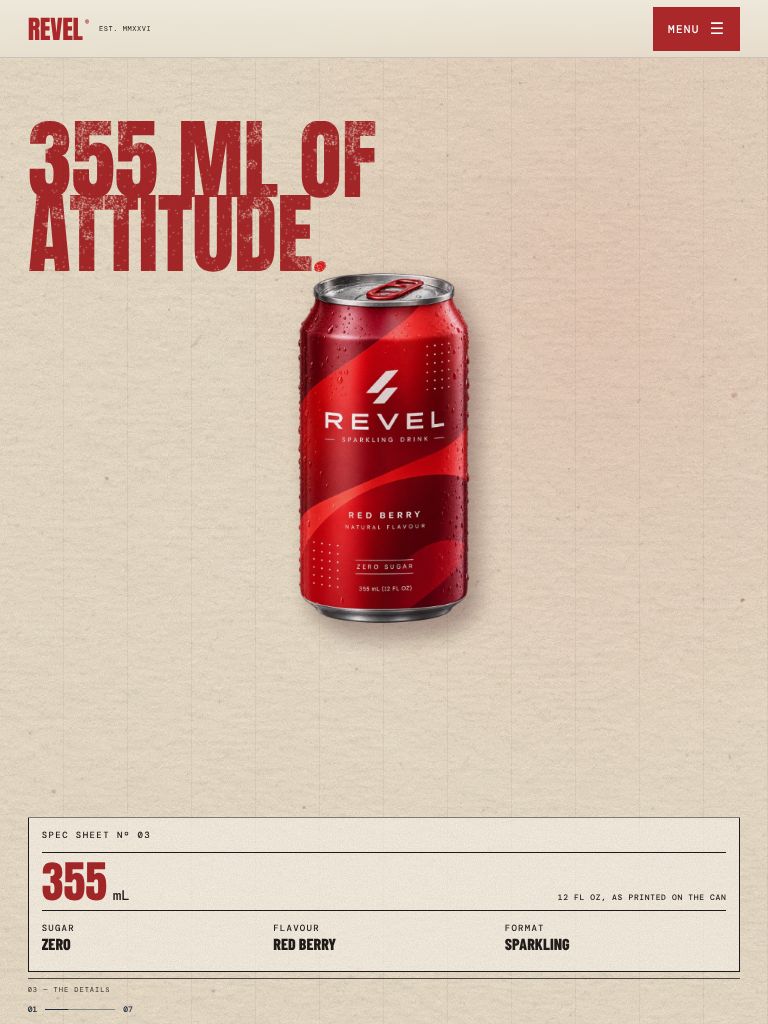 REVEL®
EST. MMXXVI
MENU
355 ML OF
ATTITUDE.
REVEL
SPARKLING DRINK
RED BERRY
NATURAL FLAVOUR
ZERO SUGAR
355 mL (12 FL OZ)
SPEC SHEET Nº 03
355 mL
12 FL OZ, AS PRINTED ON THE CAN
SUGAR
FLAVOUR
FORMAT
ZERO
RED BERRY
SPARKLING
03 — THE DETAILS
01
07